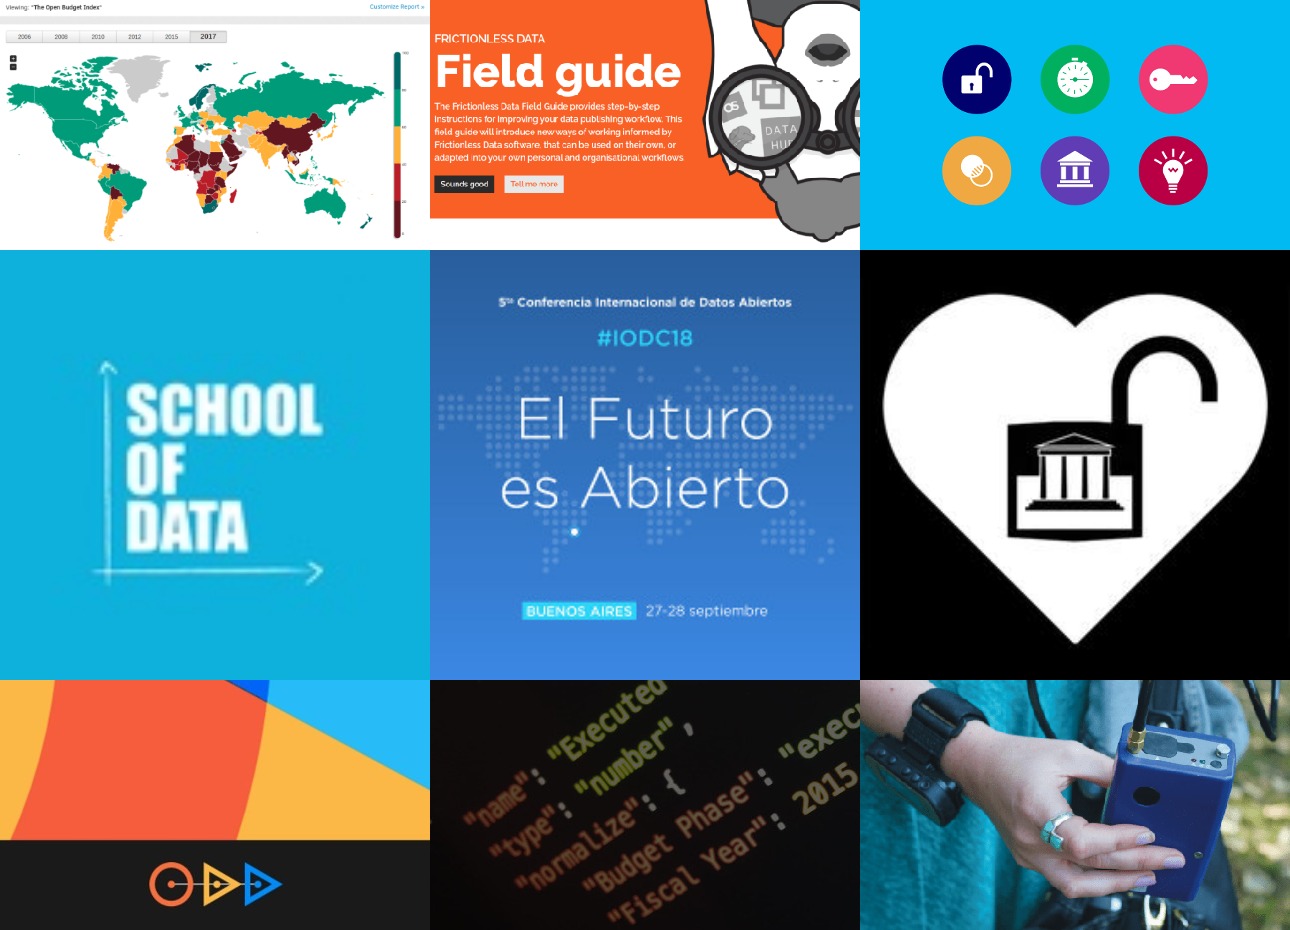 Viewing: "The Open Budget Index"
Customize Report »
2006
2008
2010
2012
2015
2017
FRICTIONLESS DATA
Field guide
The Frictionless Data Field Guide provides step-by-step
instructions for improving your data publishing workflow. This
field guide will introduce new ways of working informed by
Frictionless Data software, that can be used on their own, or
adapted into your own personal and organisational workflows.
Sounds good
Tell me more
DATA
SCHOOL
OF
DATA
5to Conferencia Internacional de Datos Abiertos
#IODC18
El Futuro
es Abierto
BUENOS AIRES 27-28 septiembre
"name": "Executed
"type": "number",
"normalize": {
"Budget Phase": "exec
"Fiscal Year": 2015